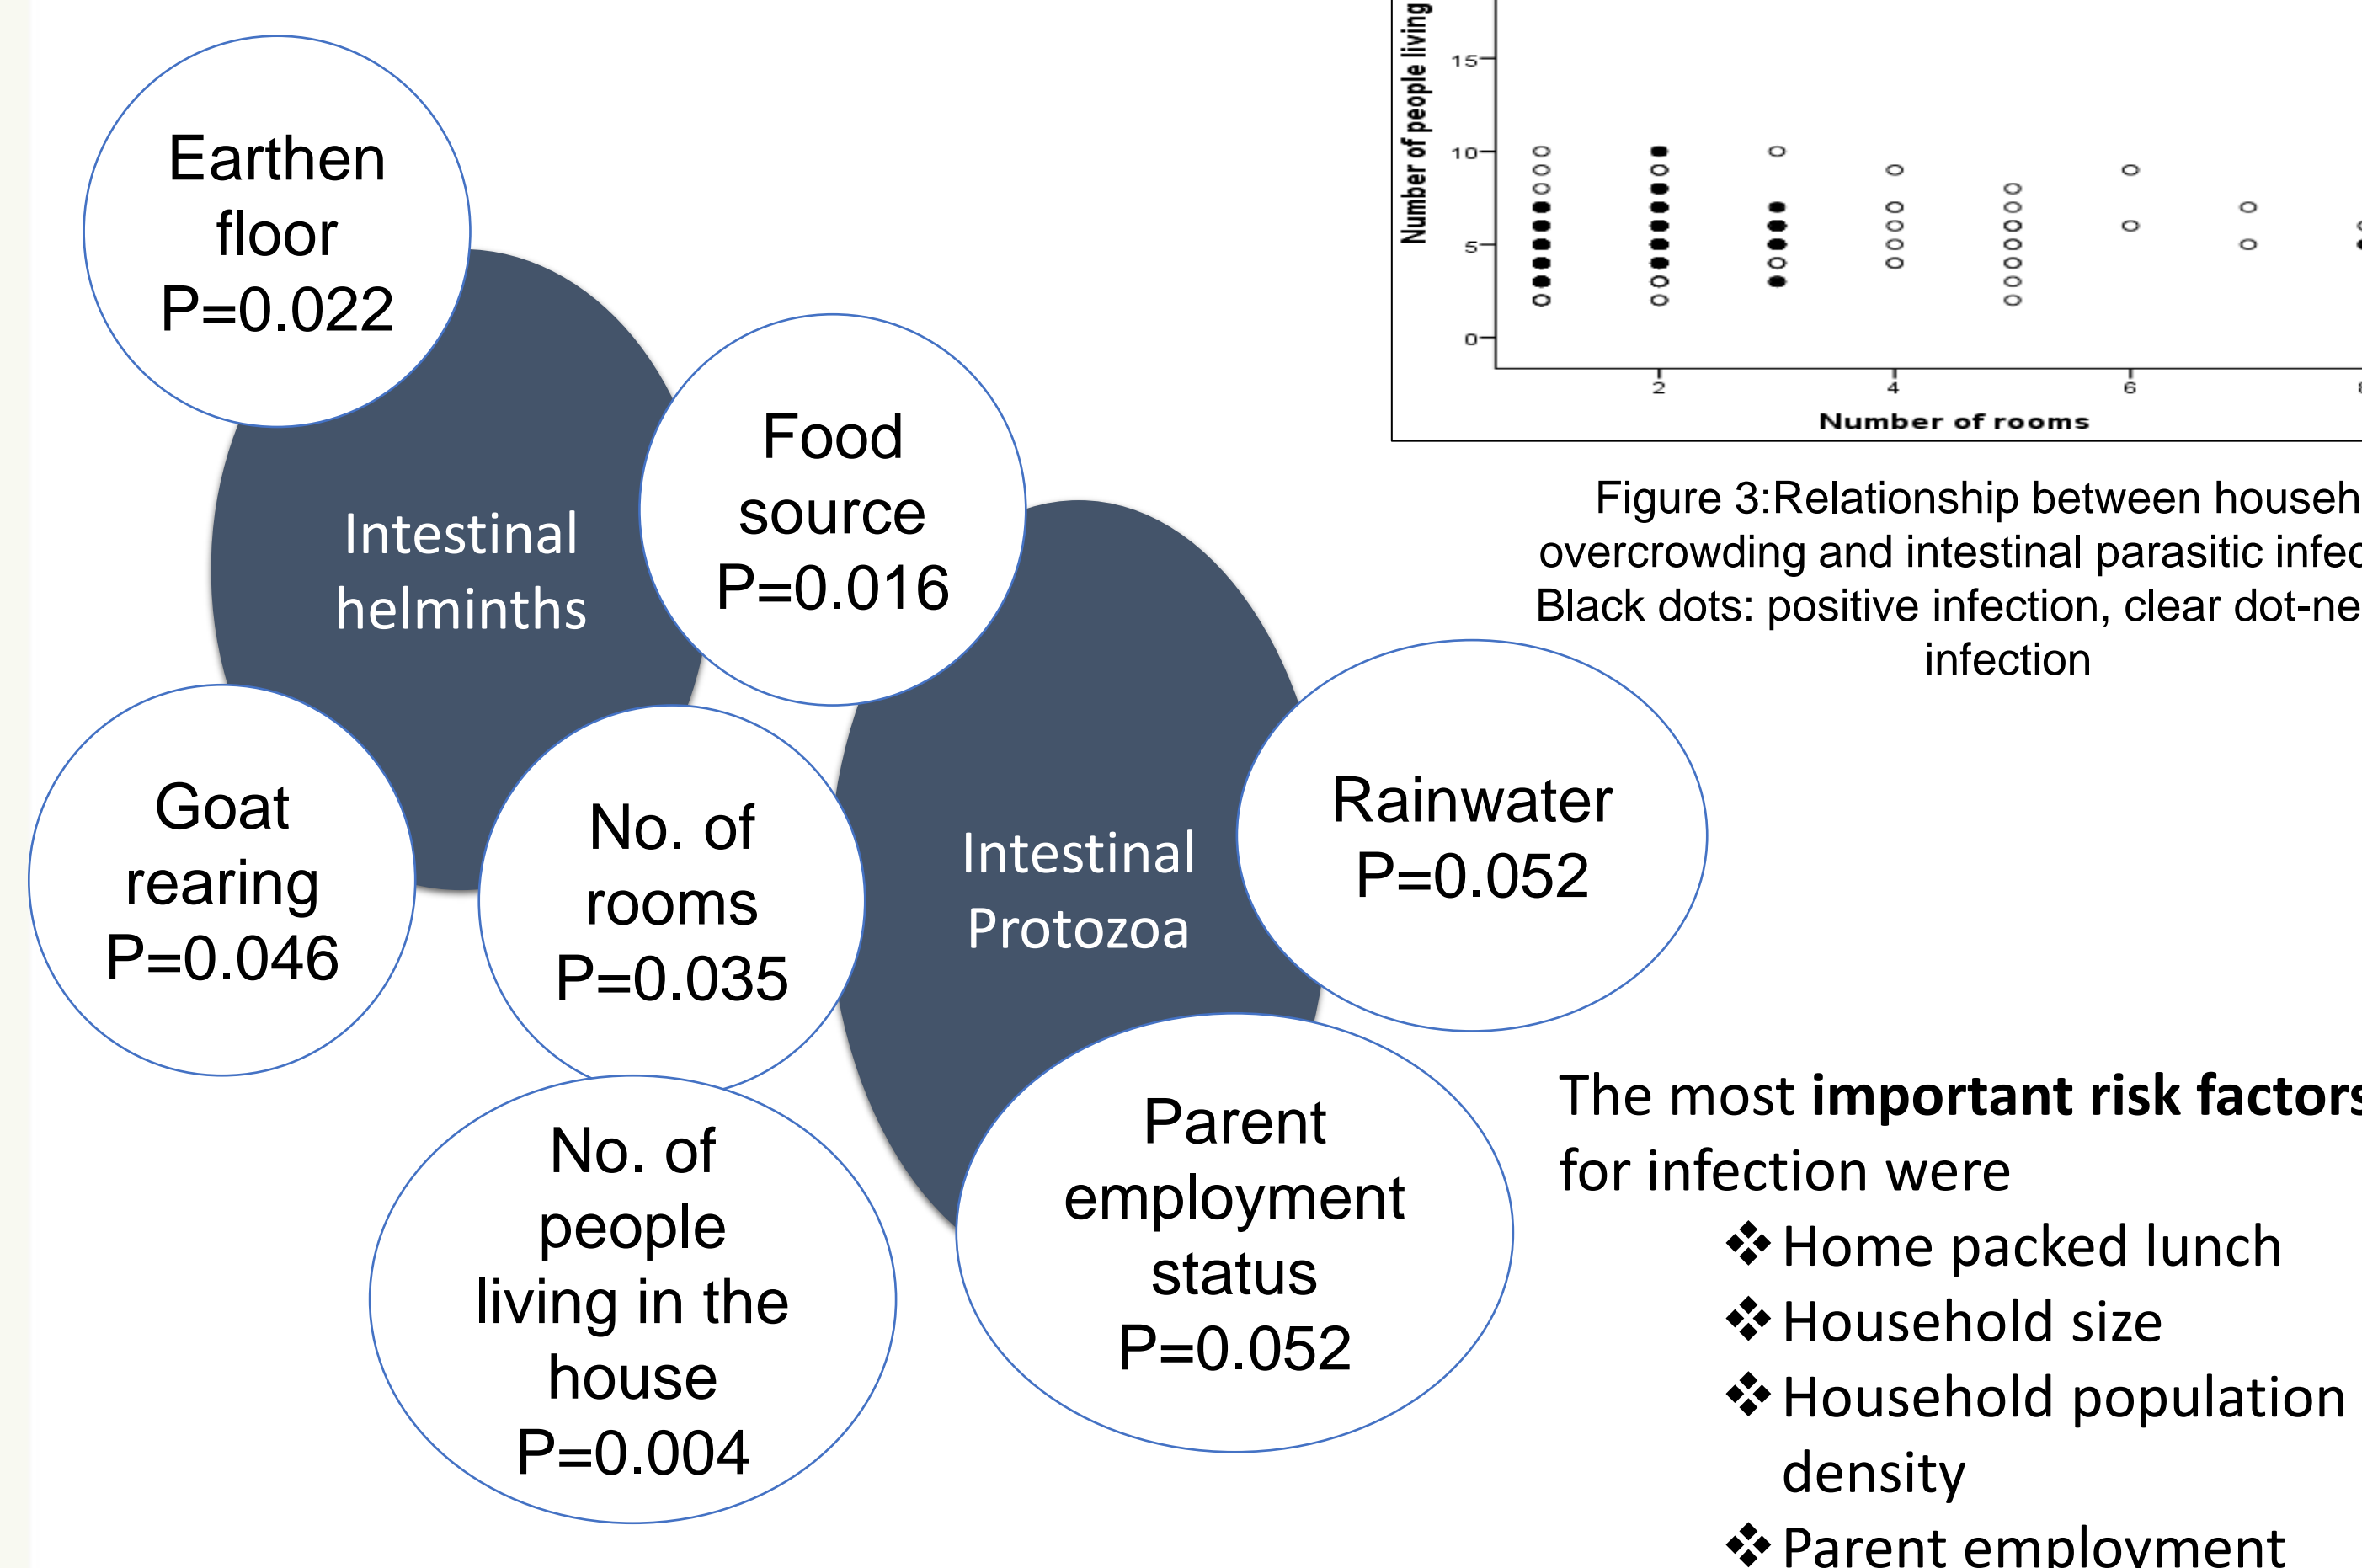 Earthen
floor
P=0.022
Intestinal
helminths
Food
source
P=0.016
Goat
rearing
P=0.046
No. of
rooms
P=0.035
Intestinal
Protozoa
Rainwater
P=0.052
No. of
people
living in the
house
P=0.004
Parent
employment
status
P=0.052
Number of people living
15
10
5
0
2
4
6
Number of rooms
Figure 3:Relationship between
overcrowding and intestinal parasitic
Black dots: positive infection, clear
infection
The most important risk factors
for infection were
❖ Home packed lunch
❖ Household size
❖ Household population
density
❖ Parent employment